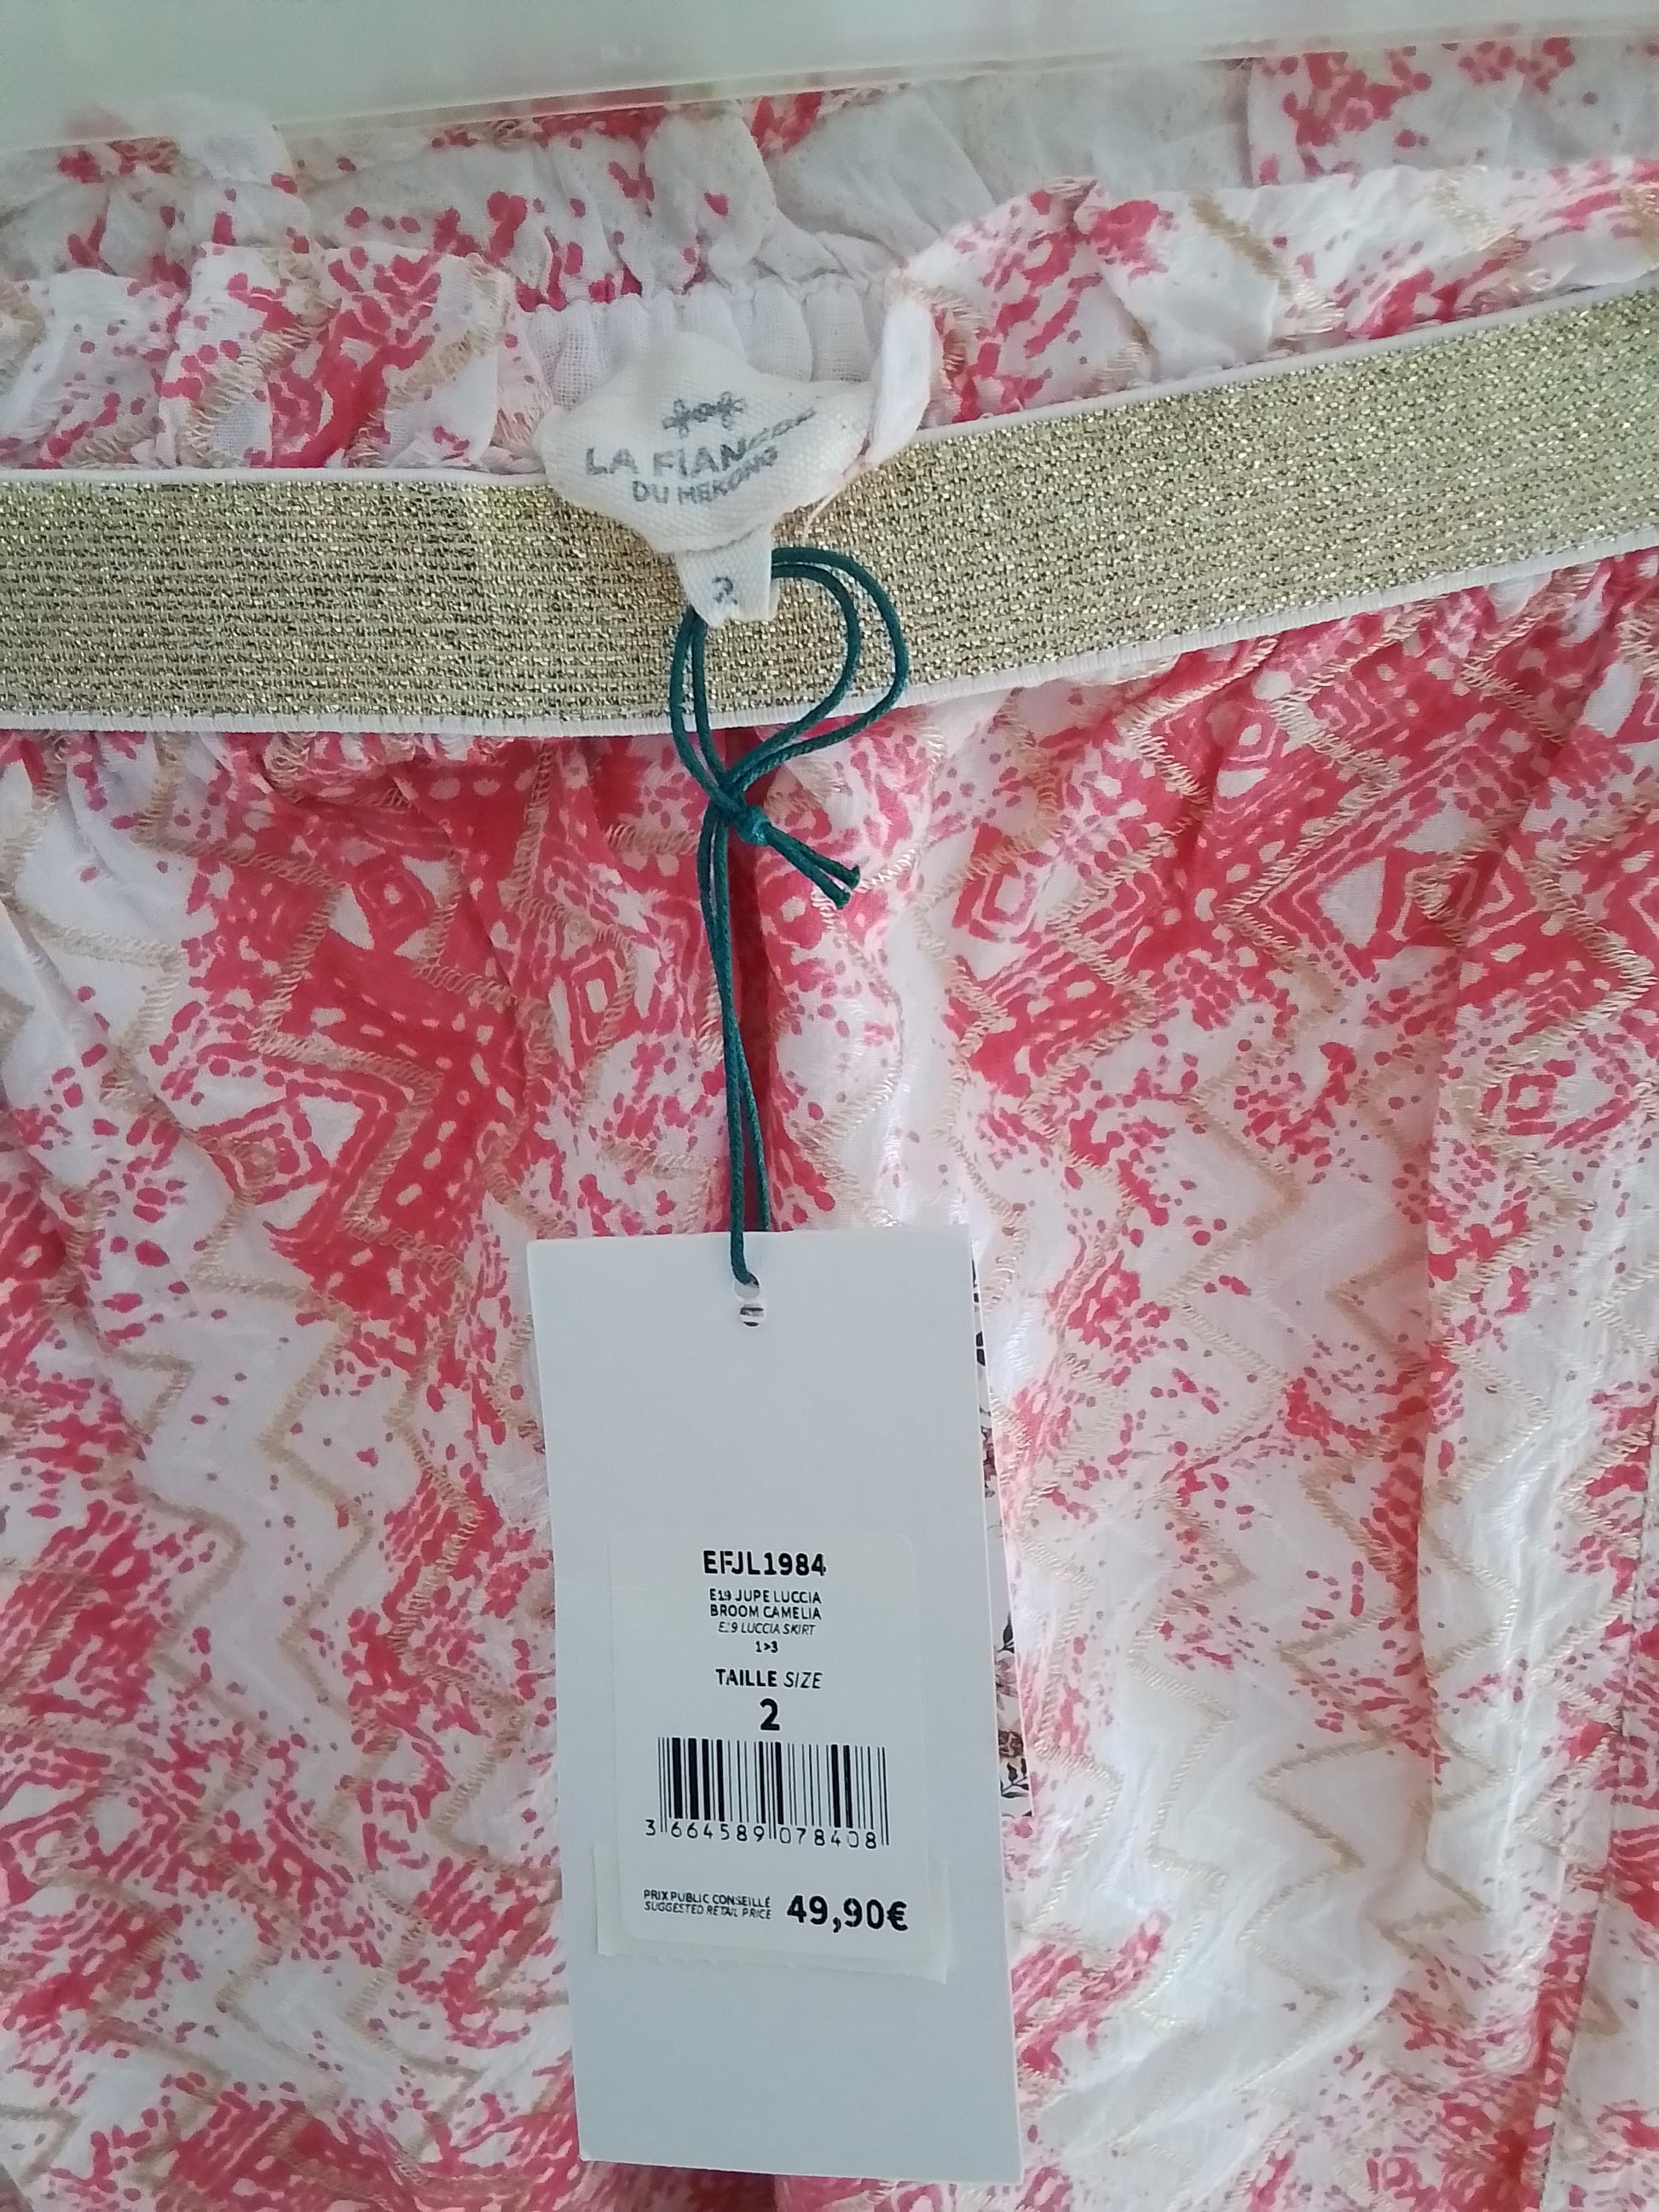 LA FIANCÉE
DU MEKONG
2
EFJL1984
E19 JUPE LUCCIA
BROOM CAMELIA
E19 LUCCIA SKIRT
1>3
TAILLE SIZE
2
3 664589 078408
PRIX PUBLIC CONSEILLÉ
SUGGESTED RETAIL PRICE
49,90€